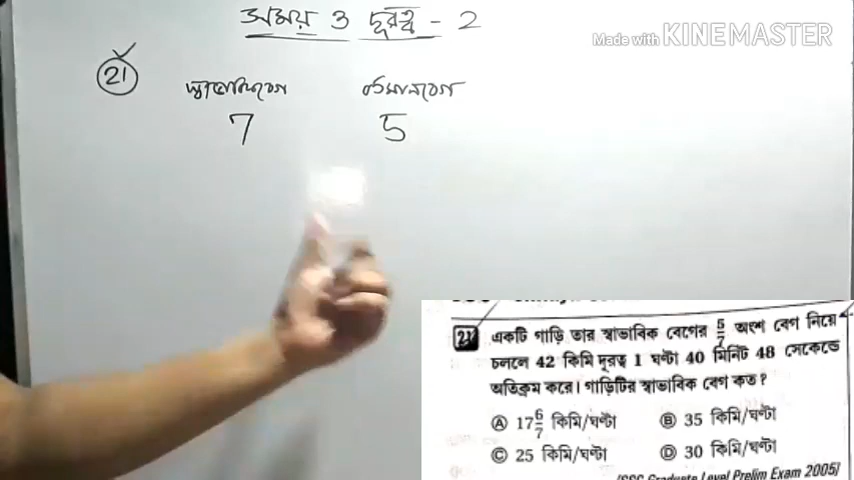 সময় ও দূরত্ব - 2
Made with KINEMASTER
21
স্বাভাবিক বেগ বর্তমান বেগ
7 5
21 একটি গাড়ি তার স্বাভাবিক বেগের 5/7 অংশ বেগ নিয়ে
চললে 42 কিমি দূরত্ব 1 ঘণ্টা 40 মিনিট 48 সেকেন্ডে
অতিক্রম করে। গাড়িটির স্বাভাবিক বেগ কত?
Ⓐ 17 6/7 কিমি/ঘণ্টা Ⓑ 35 কিমি/ঘণ্টা
Ⓒ 25 কিমি/ঘণ্টা Ⓓ 30 কিমি/ঘণ্টা
[SSC Graduate Level Prelim Exam 2005]